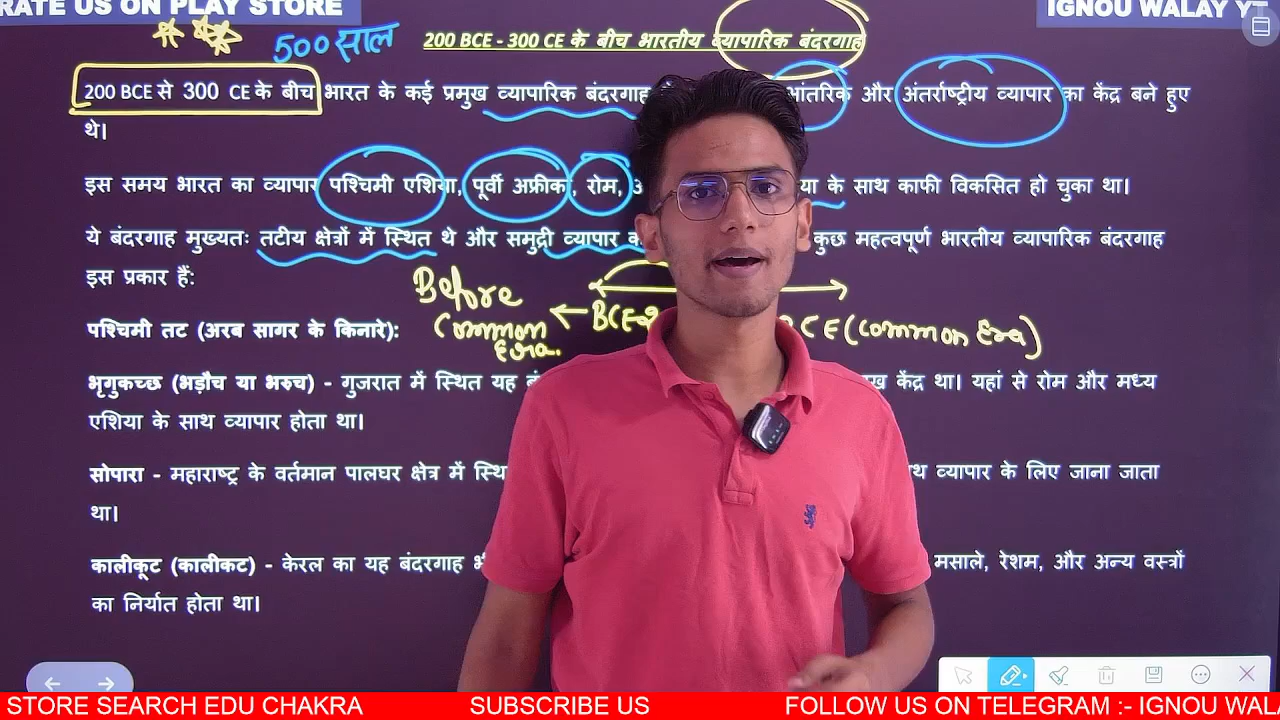 RATE US ON PLAY STORE
IGNOU WALAY YT
500 साल
200 BCE - 300 CE के बीच भारतीय व्यापारिक बंदरगाह
200 BCE से 300 CE के बीच भारत के कई प्रमुख व्यापारिक बंदरगाह आंतरिक और अंतर्राष्ट्रीय व्यापार का केंद्र बने हुए
थे।
इस समय भारत का व्यापार पश्चिमी एशिया, पूर्वी अफ्रीका, रोम, के साथ काफी विकसित हो चुका था।
ये बंदरगाह मुख्यतः तटीय क्षेत्रों में स्थित थे और समुद्री व्यापार कुछ महत्वपूर्ण भारतीय व्यापारिक बंदरगाह
इस प्रकार हैं:
Before
Common
Era.
BCE
CE (Common Era)
पश्चिमी तट (अरब सागर के किनारे):
भृगुकच्छ (भड़ौच या भरुच) - गुजरात में स्थित यह केंद्र था। यहां से रोम और मध्य
एशिया के साथ व्यापार होता था।
सोपारा - महाराष्ट्र के वर्तमान पालघर क्षेत्र में व्यापार के लिए जाना जाता
था।
कालीकूट (कालीकट) - केरल का यह बंदरगाह मसाले, रेशम, और अन्य वस्त्रों
का निर्यात होता था।
STORE SEARCH EDU CHAKRA SUBSCRIBE US FOLLOW US ON TELEGRAM :- IGNOU WALA